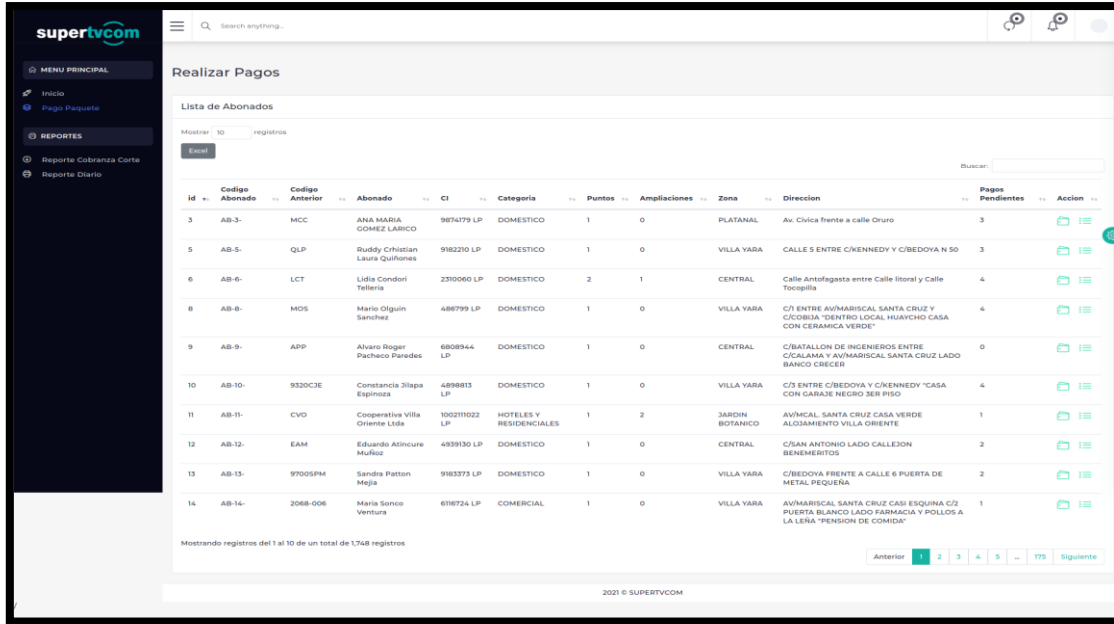 supertvcom
Search anything...
MENU PRINCIPAL
Inicio
Pago Paquete
REPORTES
Reporte Cobranza Corte
Reporte Diario
Realizar Pagos
Lista de Abonados
Mostrar 10 registros
Excel
Buscar:
id Codigo Abonado Codigo Anterior Abonado CI Categoria Puntos Ampliaciones Zona Direccion Pagos Pendientes Accion
3 AB-3- MCC ANA MARIA GOMEZ LARICO 9874179 LP DOMESTICO 1 0 PLATANAL Av. Civica frente a calle Oruro 3
5 AB-5- QLP Ruddy Crhistian Laura Quiñones 9182210 LP DOMESTICO 1 0 VILLA YARA CALLE 5 ENTRE C/KENNEDY Y C/BEDOYA N 50 3
6 AB-6- LCT Lidia Condori Telleria 2310060 LP DOMESTICO 2 1 CENTRAL Calle Antofagasta entre Calle litoral y Calle Tocopilla 4
8 AB-8- MOS Mario Olguin Sanchez 486799 LP DOMESTICO 1 0 VILLA YARA C/1 ENTRE AV/MARISCAL SANTA CRUZ Y C/COBIJA "DENTRO LOCAL HUAYCHO CASA CON CERAMICA VERDE" 4
9 AB-9- APP Alvaro Roger Pacheco Paredes 6808944 LP DOMESTICO 1 0 CENTRAL C/BATALLON DE INGENIEROS ENTRE C/CALAMA Y AV/MARISCAL SANTA CRUZ LADO BANCO CRECER 0
10 AB-10- 9320CJE Constancia Jilapa Espinoza 4898813 LP DOMESTICO 1 0 VILLA YARA C/3 ENTRE C/BEDOYA Y C/KENNEDY "CASA CON GARAJE NEGRO 3ER PISO 4
11 AB-11- CVO Cooperativa Villa Oriente Ltda 1002111022 LP HOTELES Y RESIDENCIALES 1 2 JARDIN BOTANICO AV/MCAL. SANTA CRUZ CASA VERDE ALOJAMIENTO VILLA ORIENTE 1
12 AB-12- EAM Eduardo Atincure Muñoz 4939130 LP DOMESTICO 1 0 CENTRAL C/SAN ANTONIO LADO CALLEJON BENEMERITOS 2
13 AB-13- 9700SPM Sandra Patton Mejia 9183373 LP DOMESTICO 1 0 VILLA YARA C/BEDOYA FRENTE A CALLE 6 PUERTA DE METAL PEQUEÑA 2
14 AB-14- 2068-006 Maria Sonco Ventura 6116724 LP COMERCIAL 1 0 VILLA YARA AV/MARISCAL SANTA CRUZ CASI ESQUINA C/2 PUERTA BLANCO LADO FARMACIA Y POLLOS A LA LEÑA "PENSION DE COMIDA" 1
Mostrando registros del 1 al 10 de un total de 1,748 registros
Anterior 1 2 3 4 5 ... 175 Siguiente
2021 © SUPERTVCOM
/